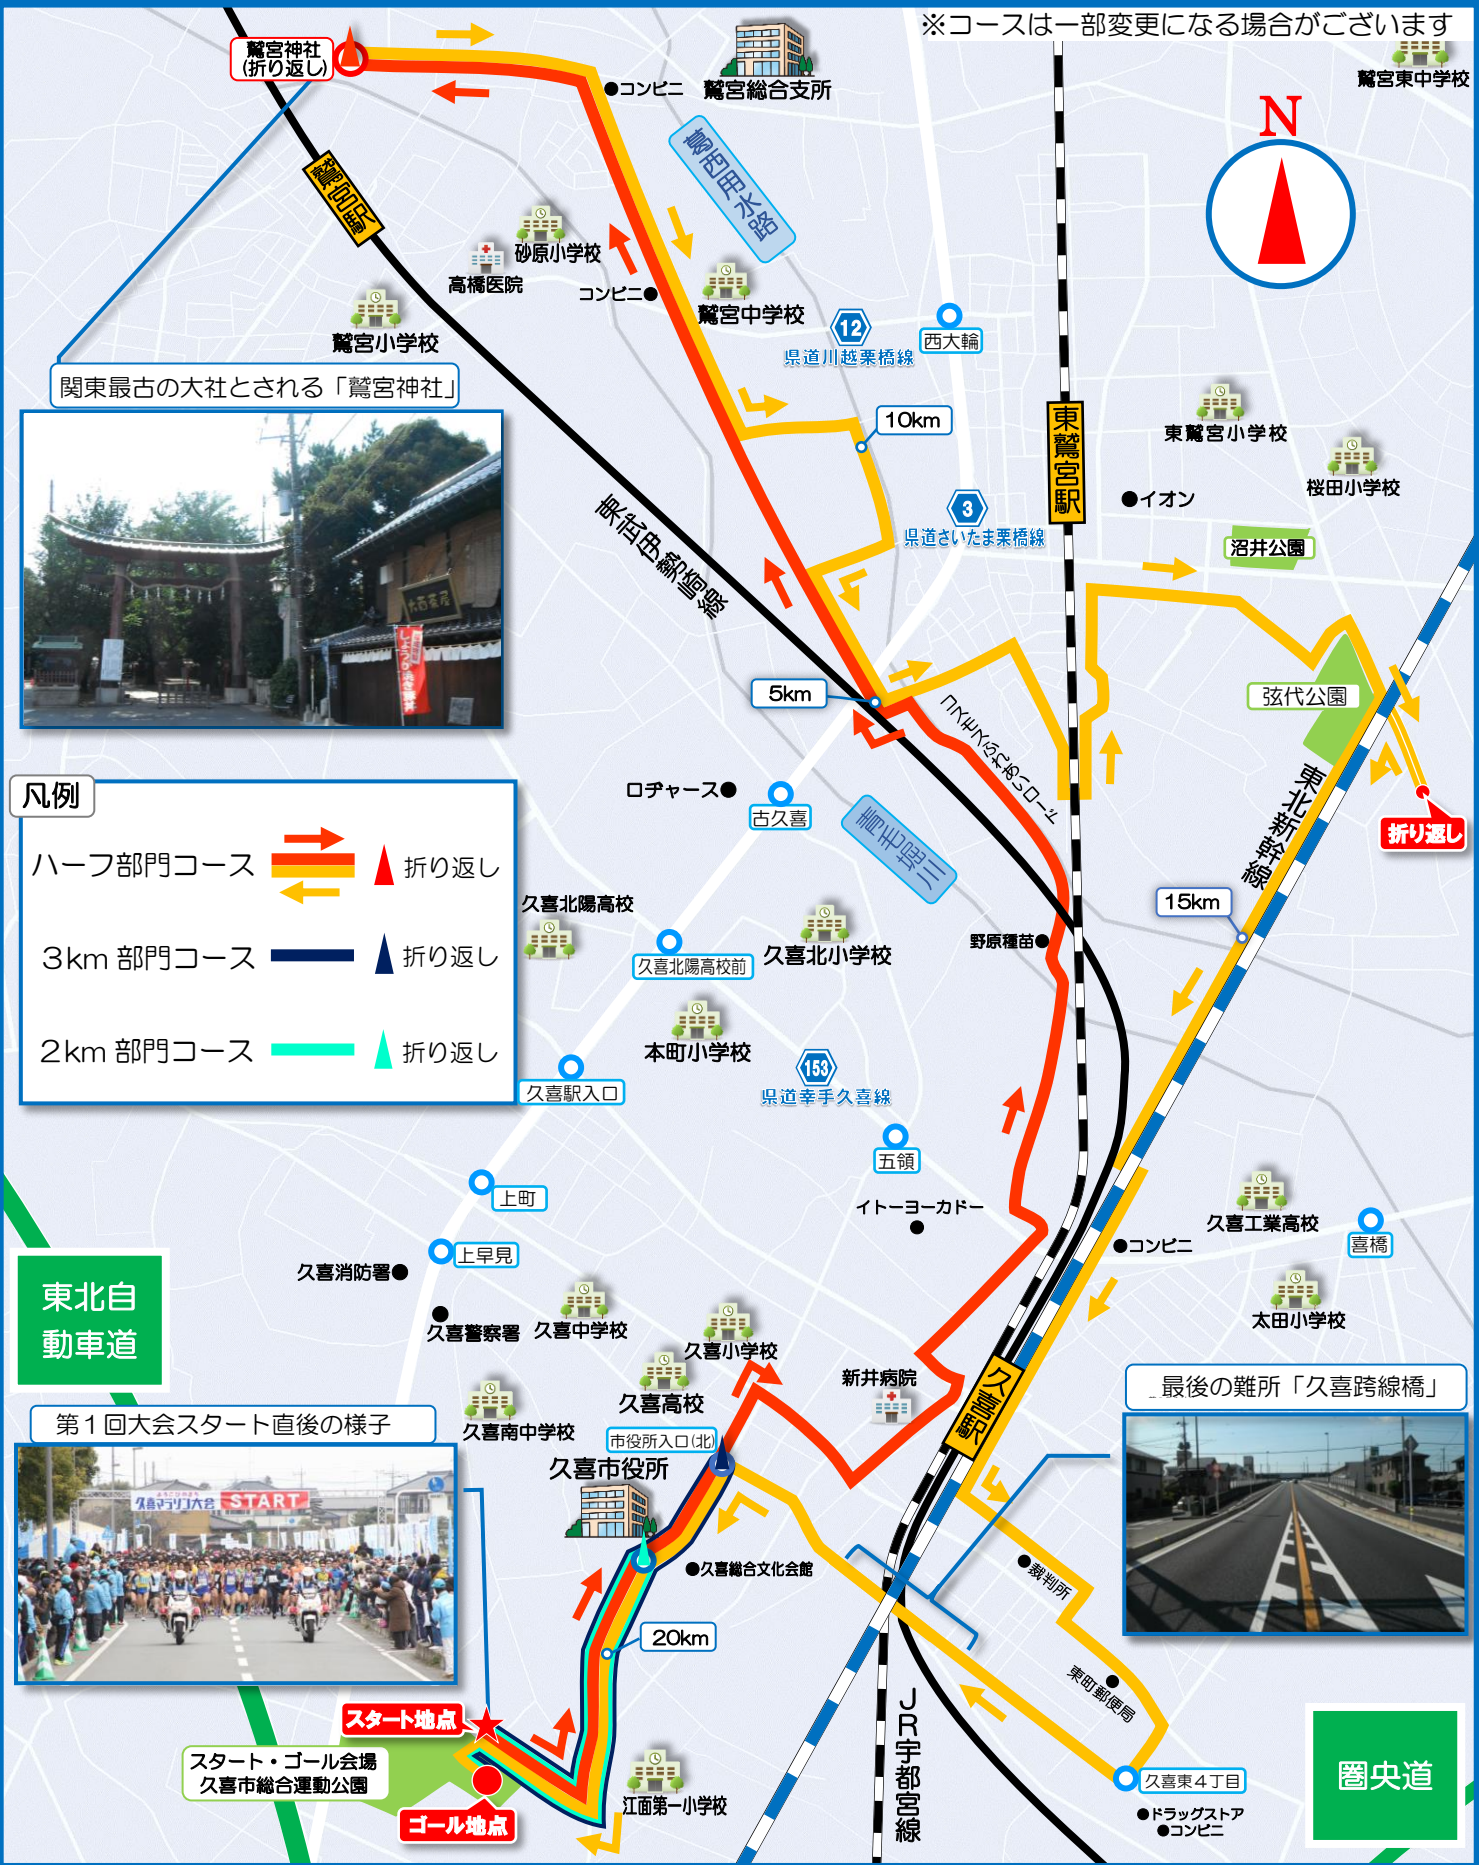 ※コースは一部変更になる場合がございます
鷲宮神社
(折り返し)
コンビニ
鷲宮総合支所
鷲宮東中学校
N
葛西用水路
鷲宮駅
砂原小学校
高橋医院
コンビニ
鷲宮中学校
鷲宮小学校
12
県道川越栗橋線
西大輪
関東最古の大社とされる「鷲宮神社」
10km
東鷲宮駅
東鷲宮小学校
桜田小学校
イオン
3
県道さいたま栗橋線
沼井公園
東武伊勢崎線
5km
弦代公園
コスモスふれあいロード
ロヂャース
古久喜
青毛堀川
東北新幹線
折り返し
凡例
ハーフ部門コース
折り返し
3km 部門コース
折り返し
2km 部門コース
折り返し
15km
久喜北陽高校
久喜北陽高校前
久喜北小学校
野原種苗
本町小学校
153
県道幸手久喜線
久喜駅入口
五領
上町
イトーヨーカドー
久喜工業高校
喜橋
コンビニ
上早見
久喜消防署
東北自
動車道
久喜警察署
久喜中学校
太田小学校
久喜小学校
新井病院
久喜高校
久喜駅
最後の難所「久喜跨線橋」
第1回大会スタート直後の様子
久喜南中学校
市役所入口(北)
久喜市役所
久喜マラソン大会
START
久喜総合文化会館
裁判所
20km
東町郵便局
スタート地点
JR宇都宮線
スタート・ゴール会場
久喜市総合運動公園
圏央道
久喜東4丁目
江面第一小学校
ゴール地点
ドラッグストア
コンビニ